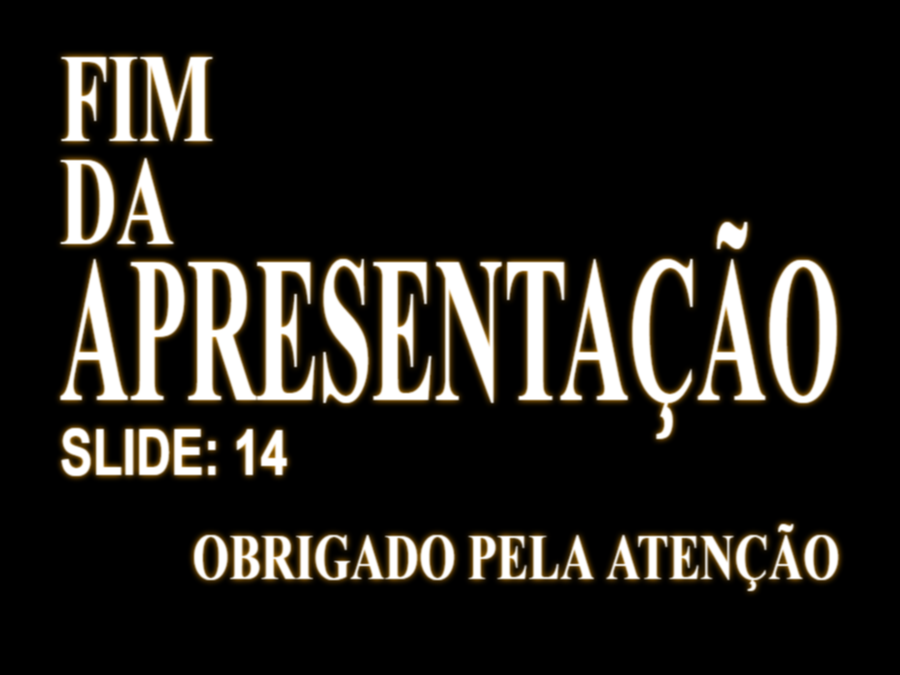 FIM
DA
APRESENTAÇÃO
SLIDE: 14
OBRIGADO PELA ATENÇÃO